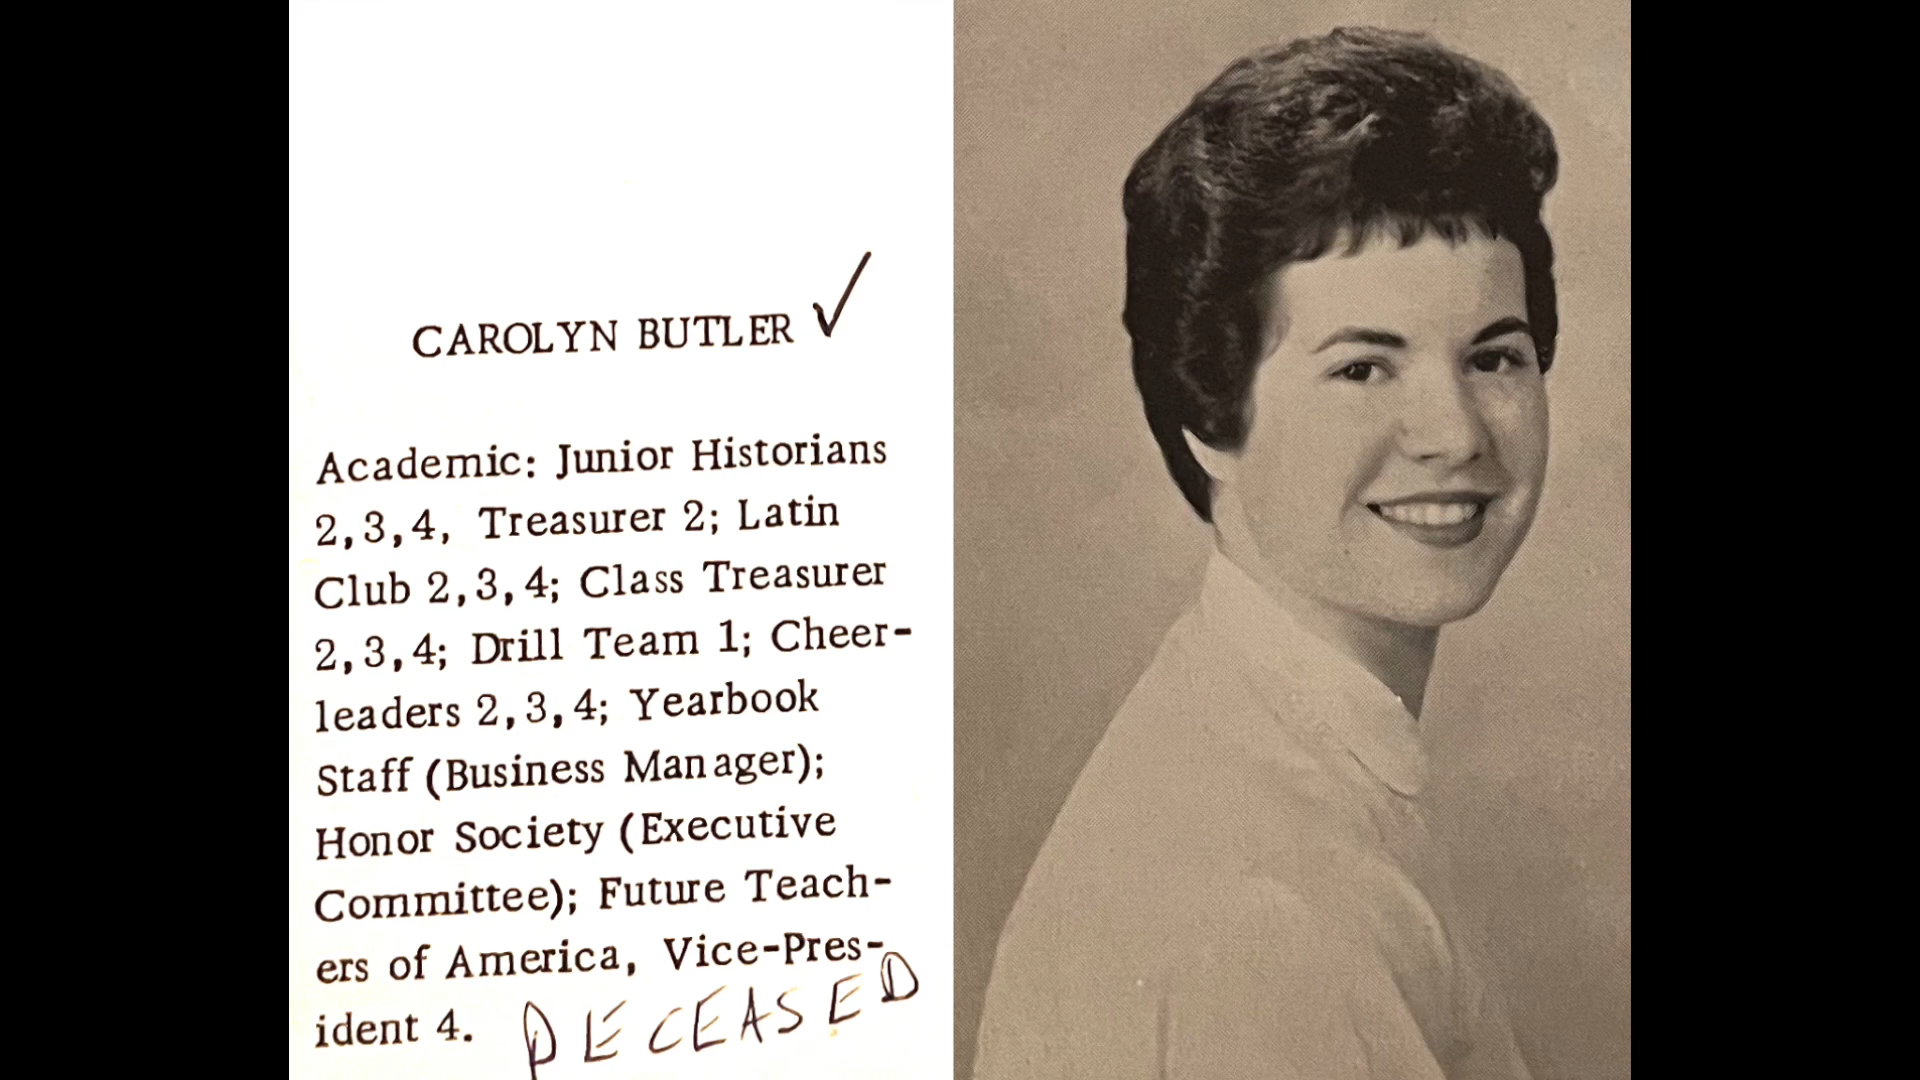 CAROLYN BUTLER ✓
Academic: Junior Historians
2,3,4, Treasurer 2; Latin
Club 2,3,4; Class Treasurer
2,3,4; Drill Team 1; Cheer-
leaders 2,3,4; Yearbook
Staff (Business Manager);
Honor Society (Executive
Committee); Future Teach-
ers of America, Vice-Pres-
ident 4. DECEASED